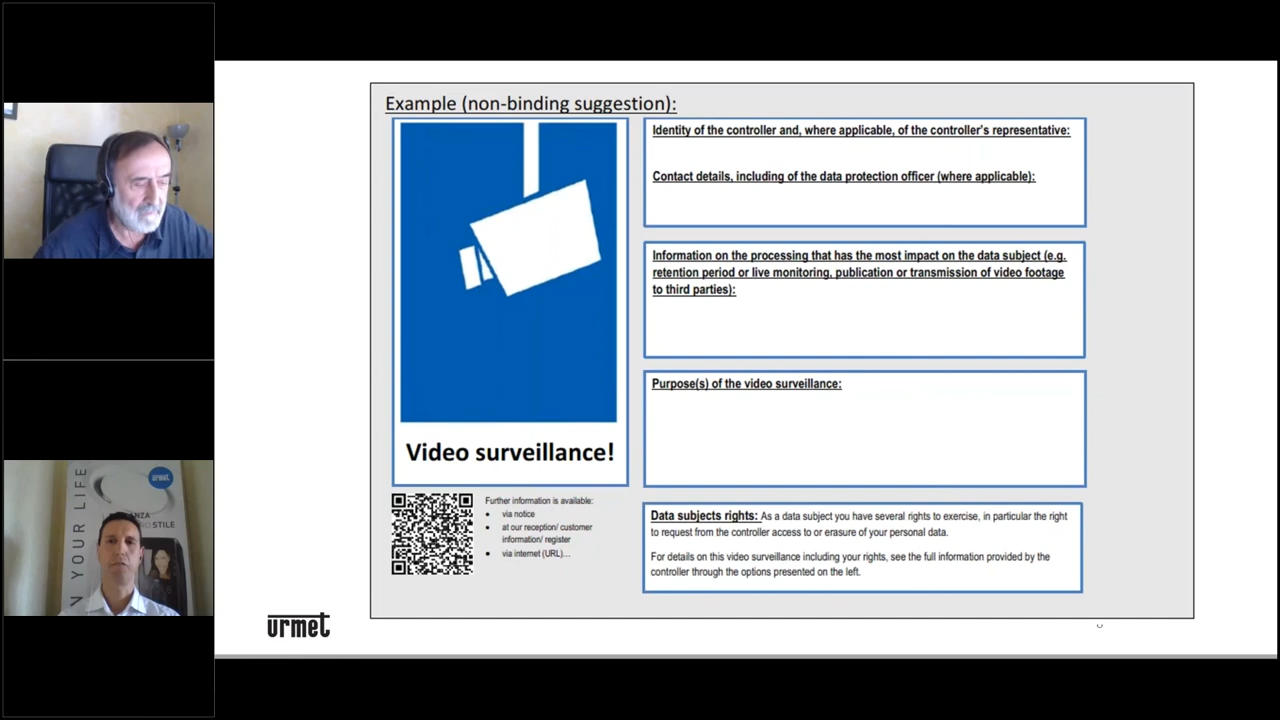 Example (non-binding suggestion):
Video surveillance!
Further information is available:
• via notice
• at our reception/ customer
information/ register
• via internet (URL)...
Identity of the controller and, where applicable, of the controller's representative:
Contact details, including of the data protection officer (where applicable):
Information on the processing that has the most impact on the data subject (e.g.
retention period or live monitoring, publication or transmission of video footage
to third parties):
Purpose(s) of the video surveillance:
Data subjects rights: As a data subject you have several rights to exercise, in particular the right
to request from the controller access to or erasure of your personal data.
For details on this video surveillance including your rights, see the full information provided by the
controller through the options presented on the left.
urmet
N YOUR LIFE
urmet
STILE